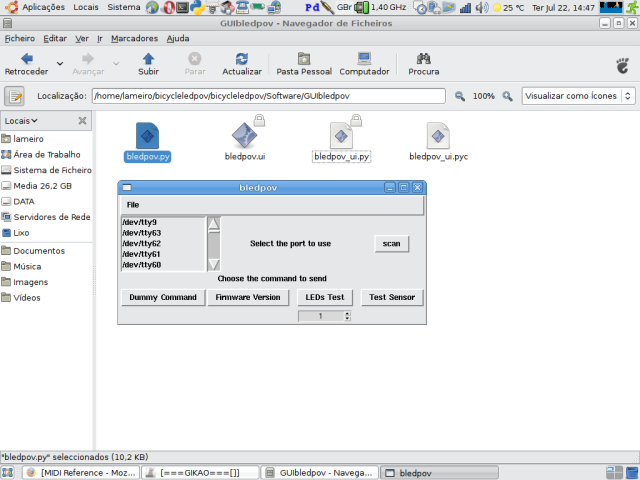 Aplicações Locais Sistema GBr 1.40 GHz 25 °C Ter Jul 22, 14:47
GUIbledpov - Navegador de Ficheiros
Ficheiro Editar Ver Ir Marcadores Ajuda
Retroceder Avançar Subir Parar Actualizar Pasta Pessoal Computador Procura
Localização: /home/lameiro/bicycleledpov/bicycleledpov/Software/GUIbledpov 100% Visualizar como Ícones
Locais
lameiro
Área de Trabalho
Sistema de Ficheiro
Media 26,2 GB
DATA
Servidores de Rede
Lixo
Documentos
Música
Imagens
Vídeos
bledpov.py bledpov.ui bledpov_ui.py bledpov_ui.pyc
bledpov
File
/dev/tty9
/dev/tty63
/dev/tty62
/dev/tty61
/dev/tty60
Select the port to use
scan
Choose the command to send
Dummy Command Firmware Version LEDs Test Test Sensor
1
"bledpov.py" seleccionados (10,2 KB)
[MIDI Reference - Moz... [===GIKAO===[]] GUIbledpov - Navega... bledpov